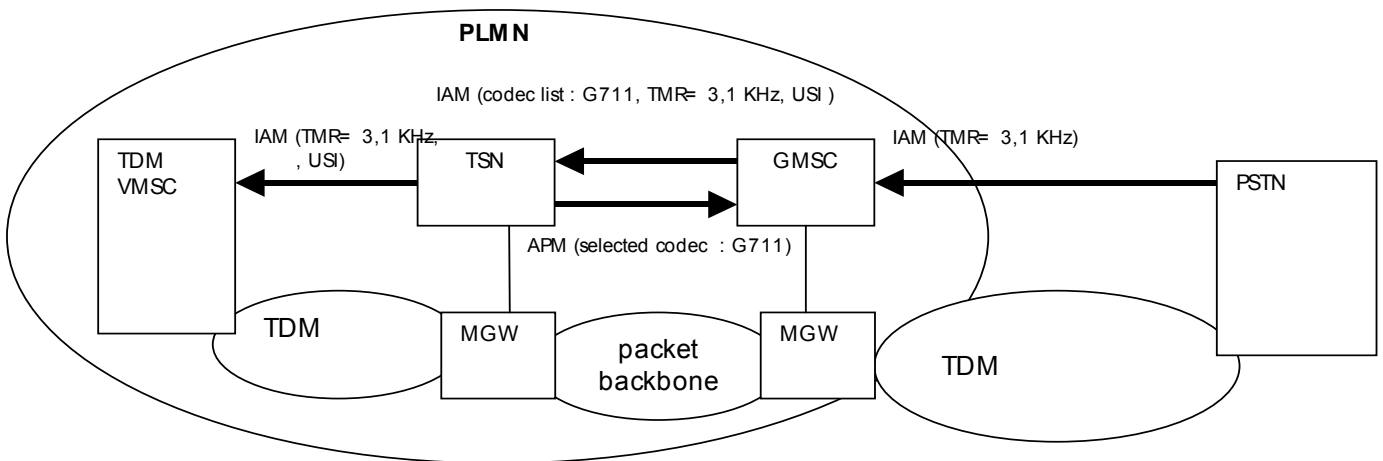 PLMN
IAM (codec list : G711, TMR= 3,1 KHz, USI )
IAM (TMR= 3,1 KHz,
, USI)
IAM (TMR= 3,1 KHz)
TDM
VMSC
TSN
GMSC
PSTN
APM (selected codec : G711)
TDM
MGW
packet
backbone
MGW
TDM